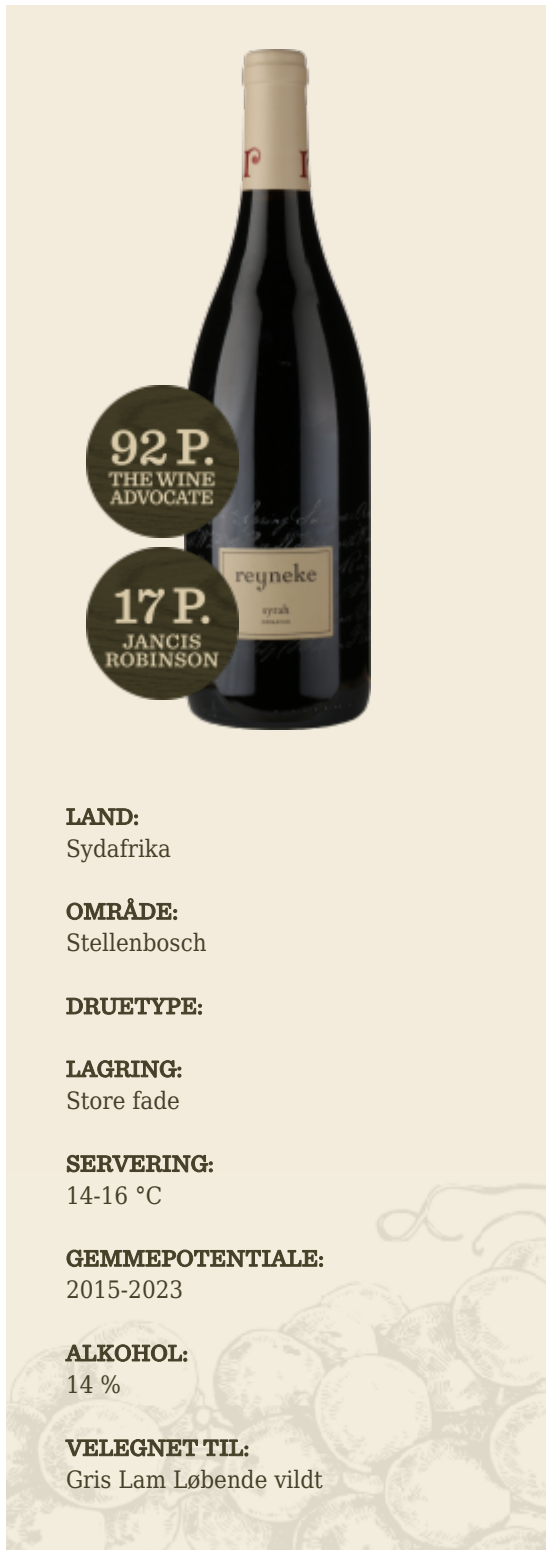 r r
92 P.
THE WINE
ADVOCATE
reyneke
syrah
17 P.
JANCIS
ROBINSON
LAND:
Sydafrika
OMRÅDE:
Stellenbosch
DRUETYPE:
LAGRING:
Store fade
SERVERING:
14-16 °C
GEMMEPOTENTIALE:
2015-2023
ALKOHOL:
14 %
VELEGNET TIL:
Gris Lam Løbende vildt